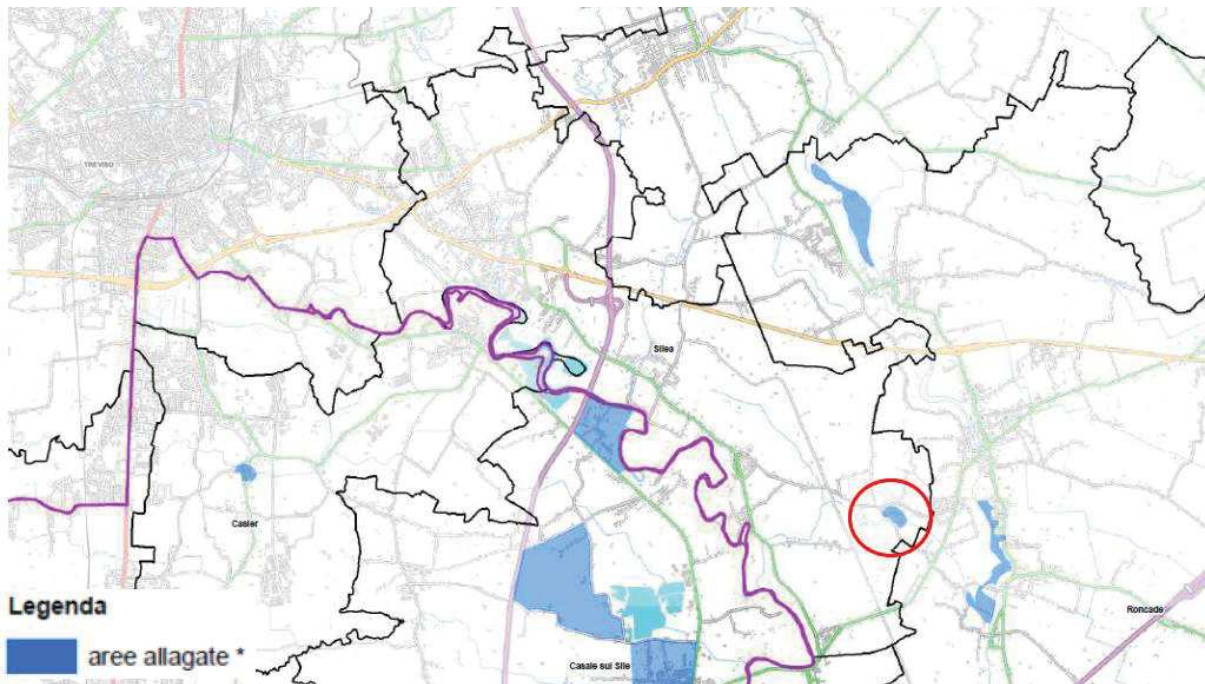 TREVISO
Silea
Casier
Roncade
Casale sul Sile
Legenda
aree allagate *